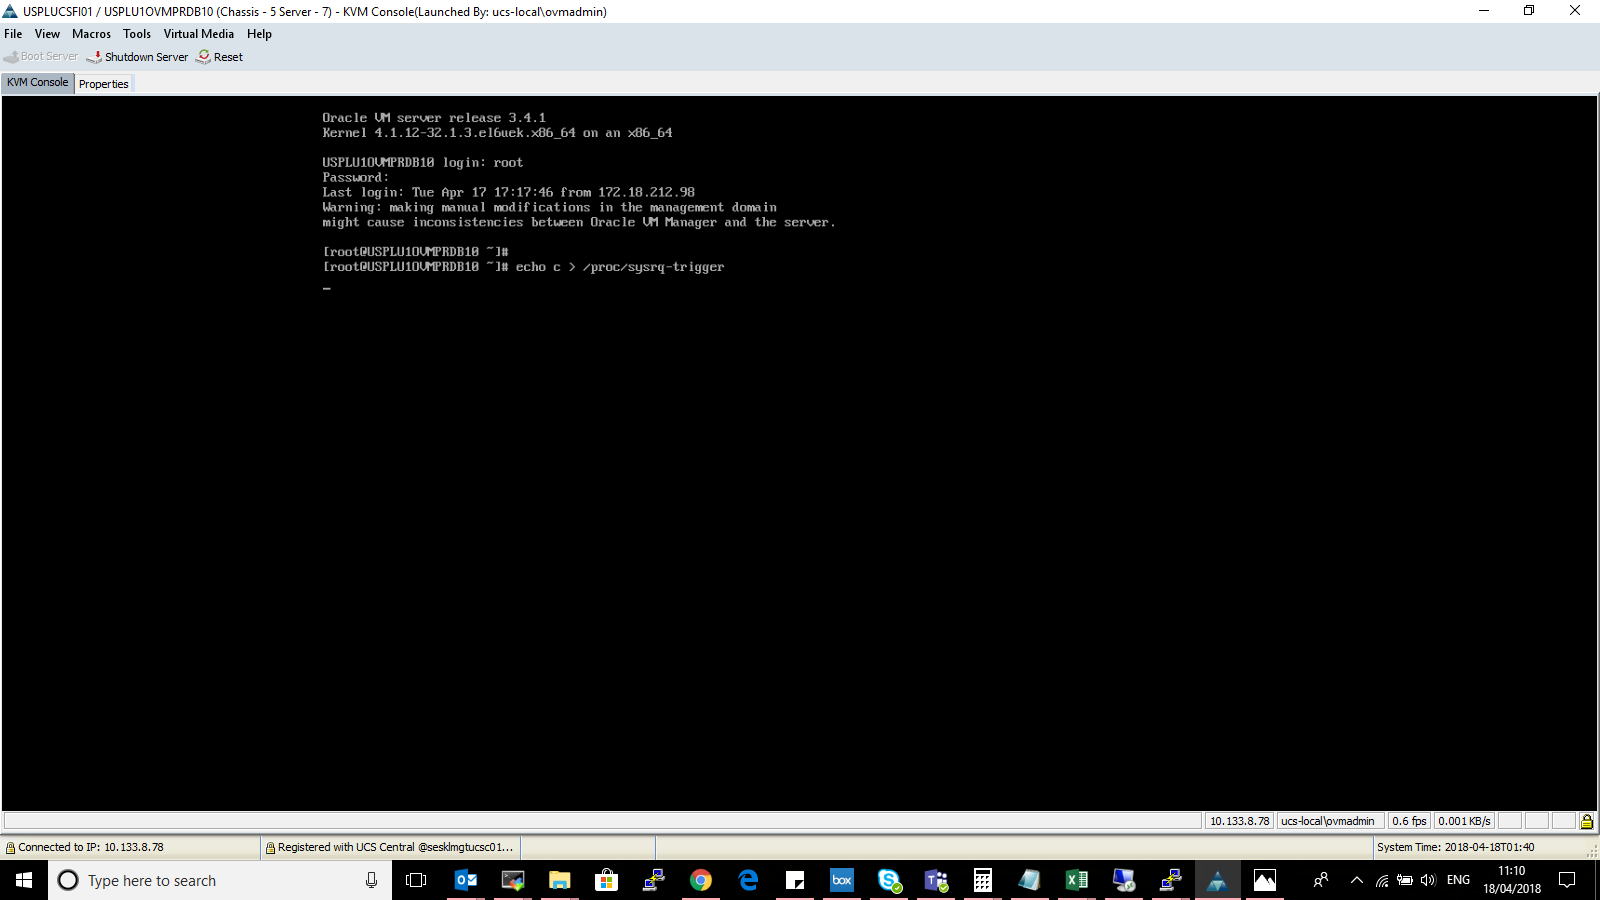 USPLUCSFI01 / USPLU1OVMPRDB10 (Chassis - 5 Server - 7) - KVM Console(Launched By: ucs-local\ovmadmin)
File View Macros Tools Virtual Media Help
Boot Server Shutdown Server Reset
KVM Console Properties
Oracle VM server release 3.4.1
Kernel 4.1.12-32.1.3.el6uek.x86_64 on an x86_64
USPLU1OVMPRDB10 login: root
Password:
Last login: Tue Apr 17 17:17:46 from 172.18.212.98
Warning: making manual modifications in the management domain
might cause inconsistencies between Oracle VM Manager and the server.
[root@USPLU1OVMPRDB10 ~]#
[root@USPLU1OVMPRDB10 ~]# echo c > /proc/sysrq-trigger
_
10.133.8.78 ucs-local\ovmadmin 0.6 fps 0.001 KB/s
Connected to IP: 10.133.8.78 Registered with UCS Central @sesklmgtucsc01... System Time: 2018-04-18T01:40
Type here to search box ENG 11:10
18/04/2018